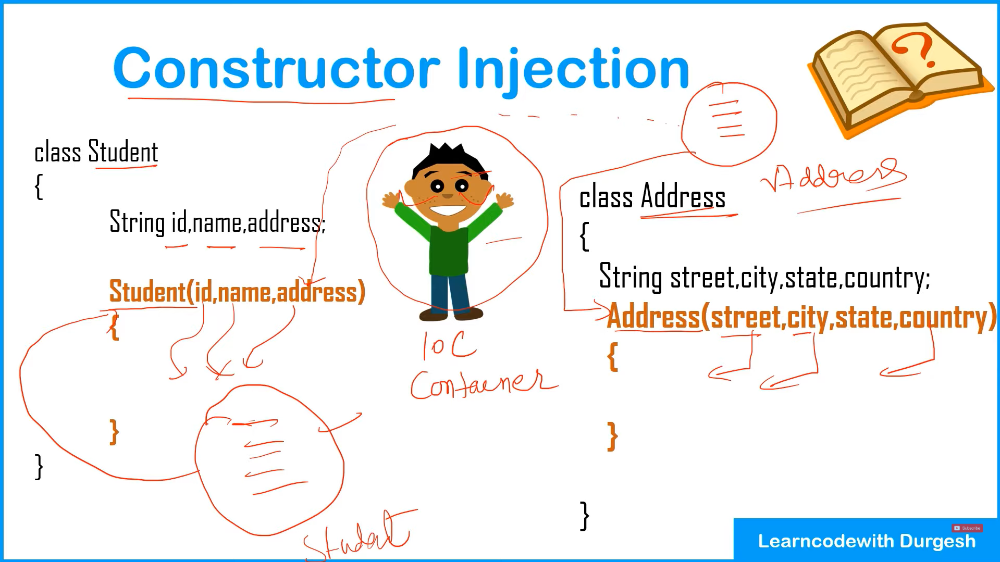 Constructor Injection
class Student
{
String id,name,address;
Student(id,name,address)
{
}
}
IoC
Container
Student
Address
class Address
{
String street,city,state,country;
Address(street,city,state,country)
{
}
}
?
Subscribe
Learncodewith Durgesh